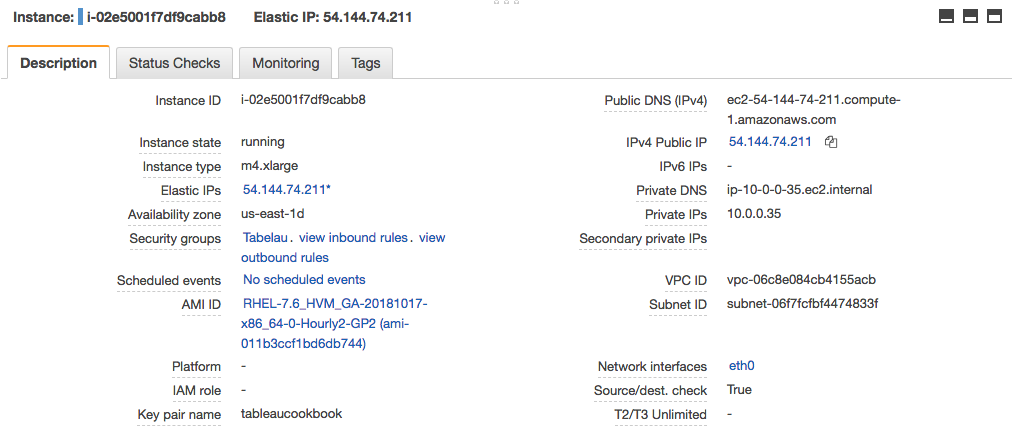 Instance: i-02e5001f7df9cabb8 Elastic IP: 54.144.74.211
Description Status Checks Monitoring Tags
Instance ID i-02e5001f7df9cabb8 Public DNS (IPv4) ec2-54-144-74-211.compute-
1.amazonaws.com
Instance state running IPv4 Public IP 54.144.74.211
Instance type m4.xlarge IPv6 IPs -
Elastic IPs 54.144.74.211* Private DNS ip-10-0-0-35.ec2.internal
Availability zone us-east-1d Private IPs 10.0.0.35
Security groups Tabelau. view inbound rules. view Secondary private IPs
outbound rules
Scheduled events No scheduled events VPC ID vpc-06c8e084cb4155acb
AMI ID RHEL-7.6_HVM_GA-20181017- Subnet ID subnet-06f7fcfbf4474833f
x86_64-0-Hourly2-GP2 (ami-
011b3ccf1bd6db744)
Platform - Network interfaces eth0
IAM role - Source/dest. check True
Key pair name tableaucookbook T2/T3 Unlimited -